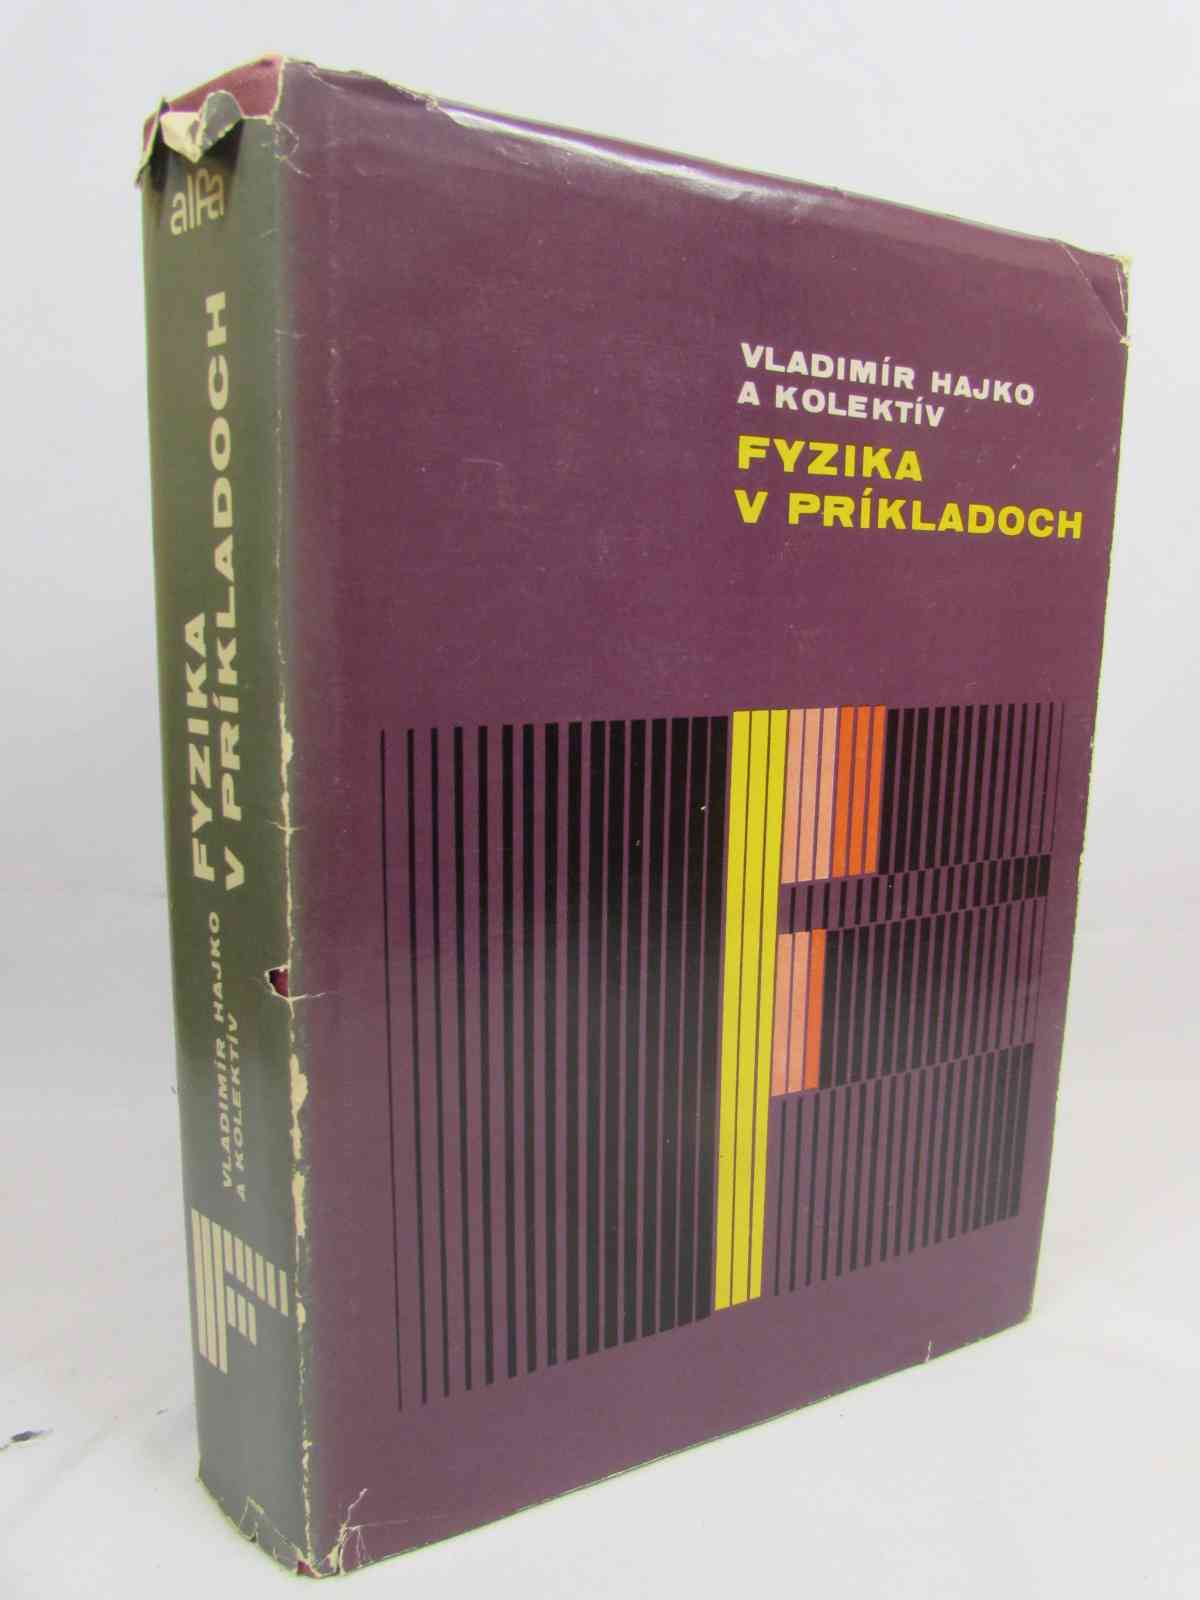 alfa
FYZIKA
V PRÍKLADOCH
VLADIMÍR HAJKO
A KOLEKTÍV
VLADIMÍR HAJKO
A KOLEKTÍV
FYZIKA
V PRÍKLADOCH